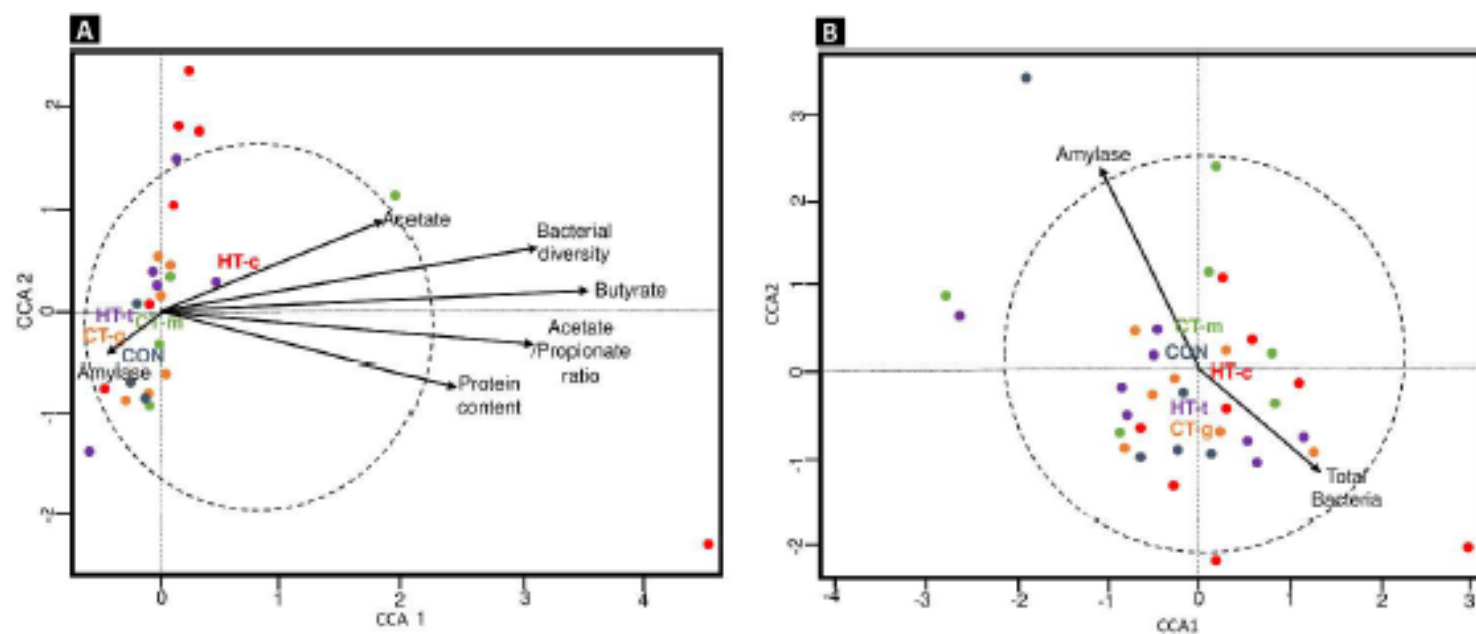 A
CCA 2
2
1
0
-1
-2
Acetate
Bacterial
diversity
HT-c
Butyrate
HT-t
CT-m
CT-g
Acetate
/Propionate
ratio
CON
Amylase
Protein
content
0
1
2
3
4
CCA 1
B
CCA2
3
2
1
0
-1
-2
Amylase
CT-m
CON
HT-c
HT-t
CT-g
Total
Bacteria
-4
-3
-2
-1
0
1
2
3
CCA1